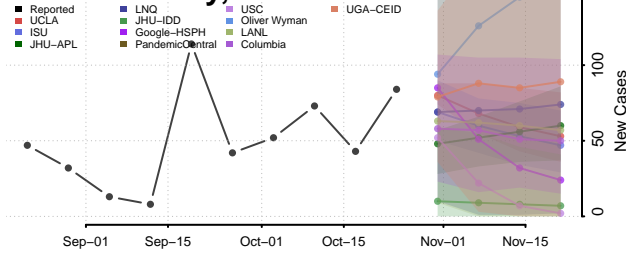 Reported LNQ USC UGA−CEID
UCLA JHU−IDD Oliver Wyman
ISU Google−HSPH LANL
JHU−APL PandemicCentral Columbia
100
50
0
New Cases
Sep−01 Sep−15 Oct−01 Oct−15 Nov−01 Nov−15